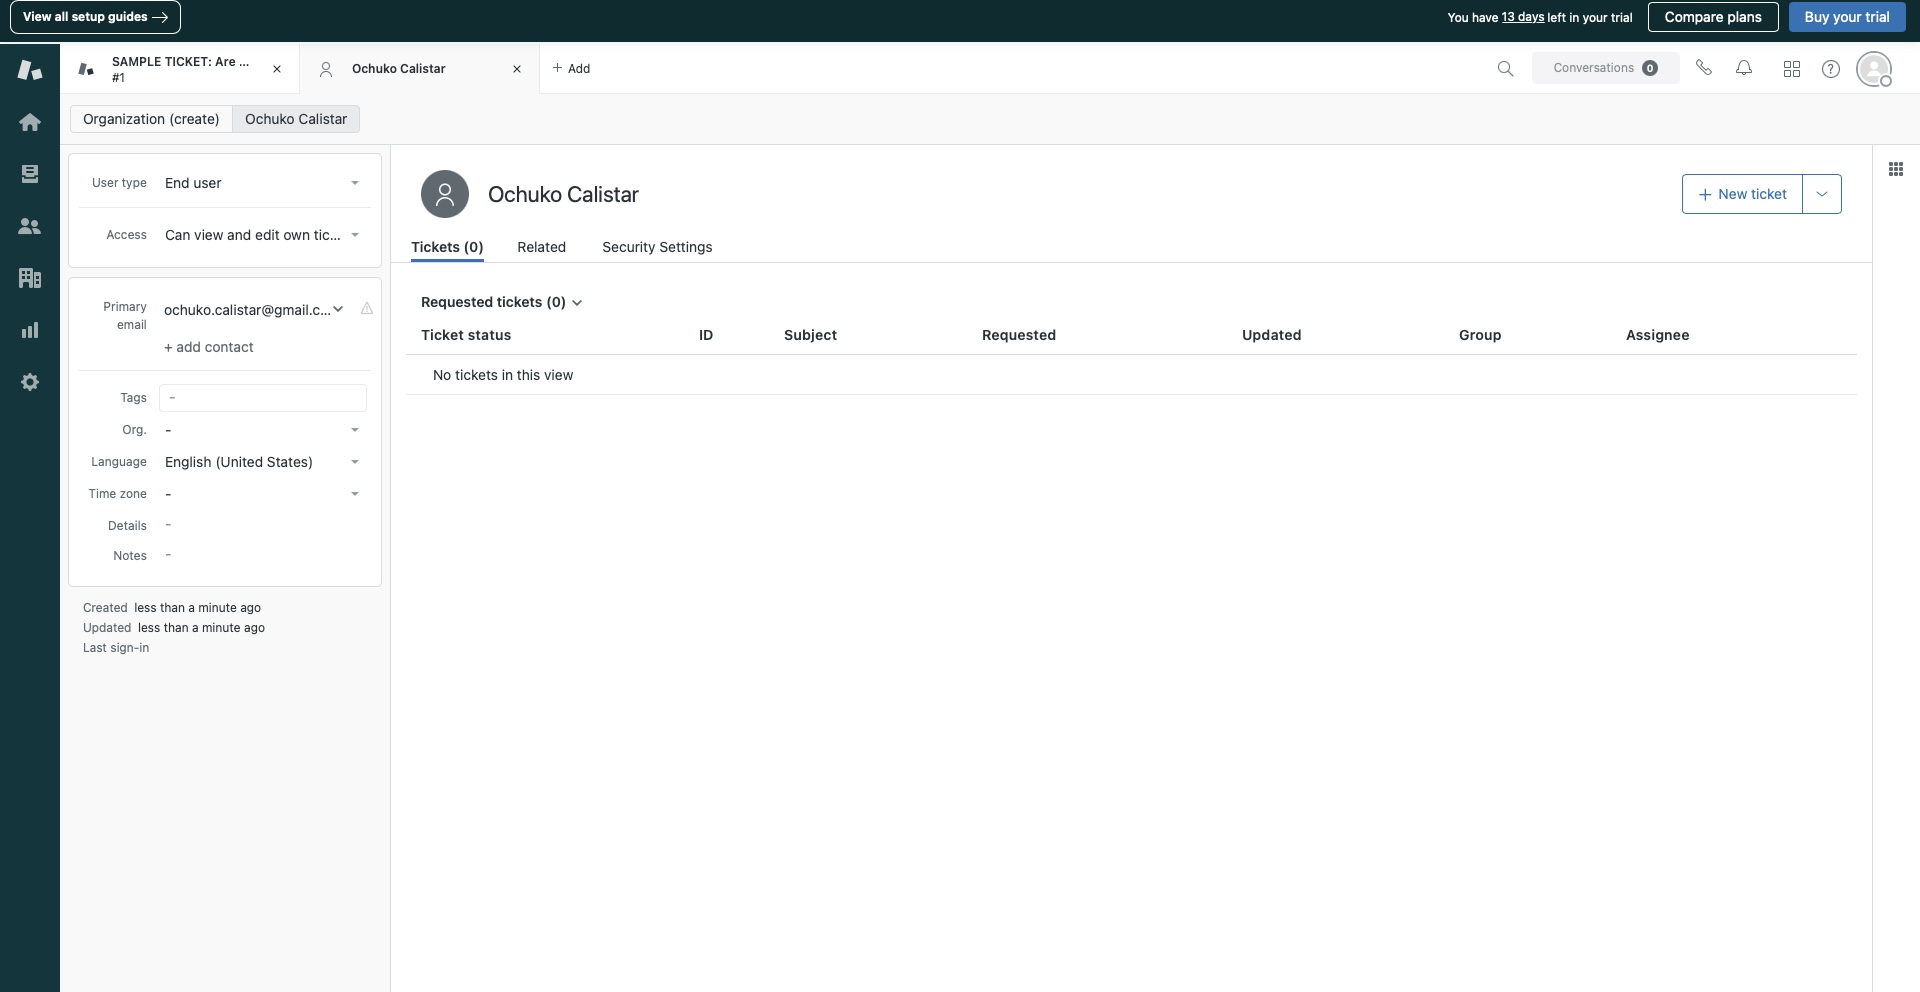 View all setup guides →
You have 13 days left in your trial
Compare plans
Buy your trial
SAMPLE TICKET: Are ...
#1
Ochuko Calistar
+ Add
Conversations 0
Organization (create)
Ochuko Calistar
User type End user
Access Can view and edit own tic...
Primary email ochuko.calistar@gmail.c...
+ add contact
Tags -
Org. -
Language English (United States)
Time zone -
Details -
Notes -
Created less than a minute ago
Updated less than a minute ago
Last sign-in
Ochuko Calistar
+ New ticket
Tickets (0) Related Security Settings
Requested tickets (0)
Ticket status ID Subject Requested Updated Group Assignee
No tickets in this view